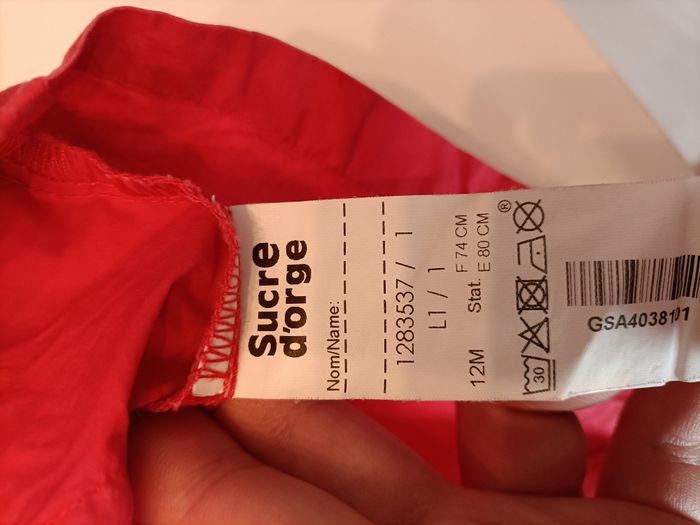 Sucre
d'orge
Nom/Name:
1283537 / 1
L1 / 1
12M Stat. F 74 CM
E 80 CM
®
30
GSA4038101